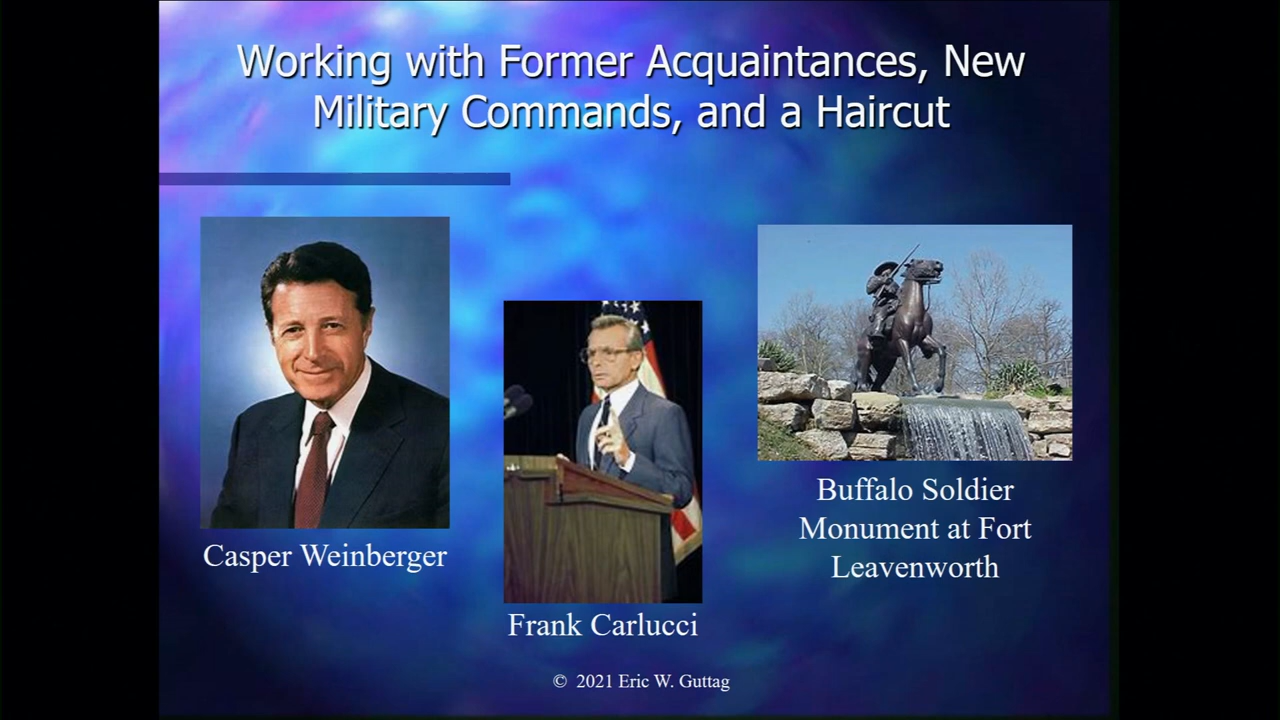 Working with Former Acquaintances, New
Military Commands, and a Haircut
Casper Weinberger
Frank Carlucci
Buffalo Soldier
Monument at Fort
Leavenworth
© 2021 Eric W. Guttag